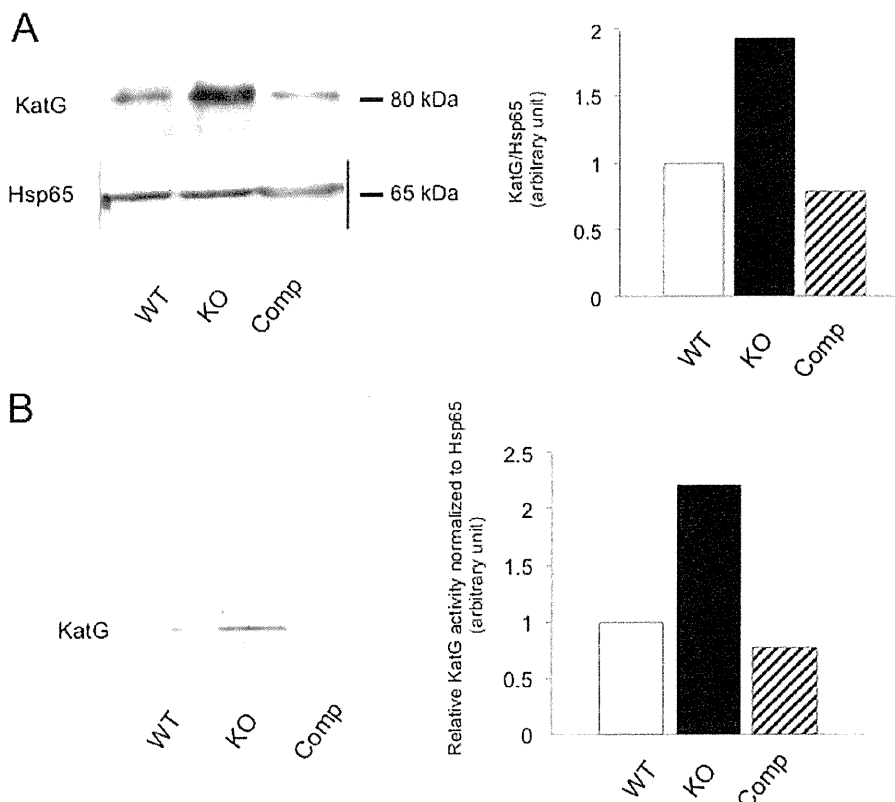 A
KatG
80 kDa
Hsp65
65 kDa
WT
KO
Comp
KatG/Hsp65
(arbitrary unit)
2
1.5
1
0.5
0
WT
KO
Comp
B
KatG
WT
KO
Comp
Relative KatG activity normalized to Hsp65
(arbitrary unit)
2.5
2
1.5
1
0.5
0
WT
KO
Comp